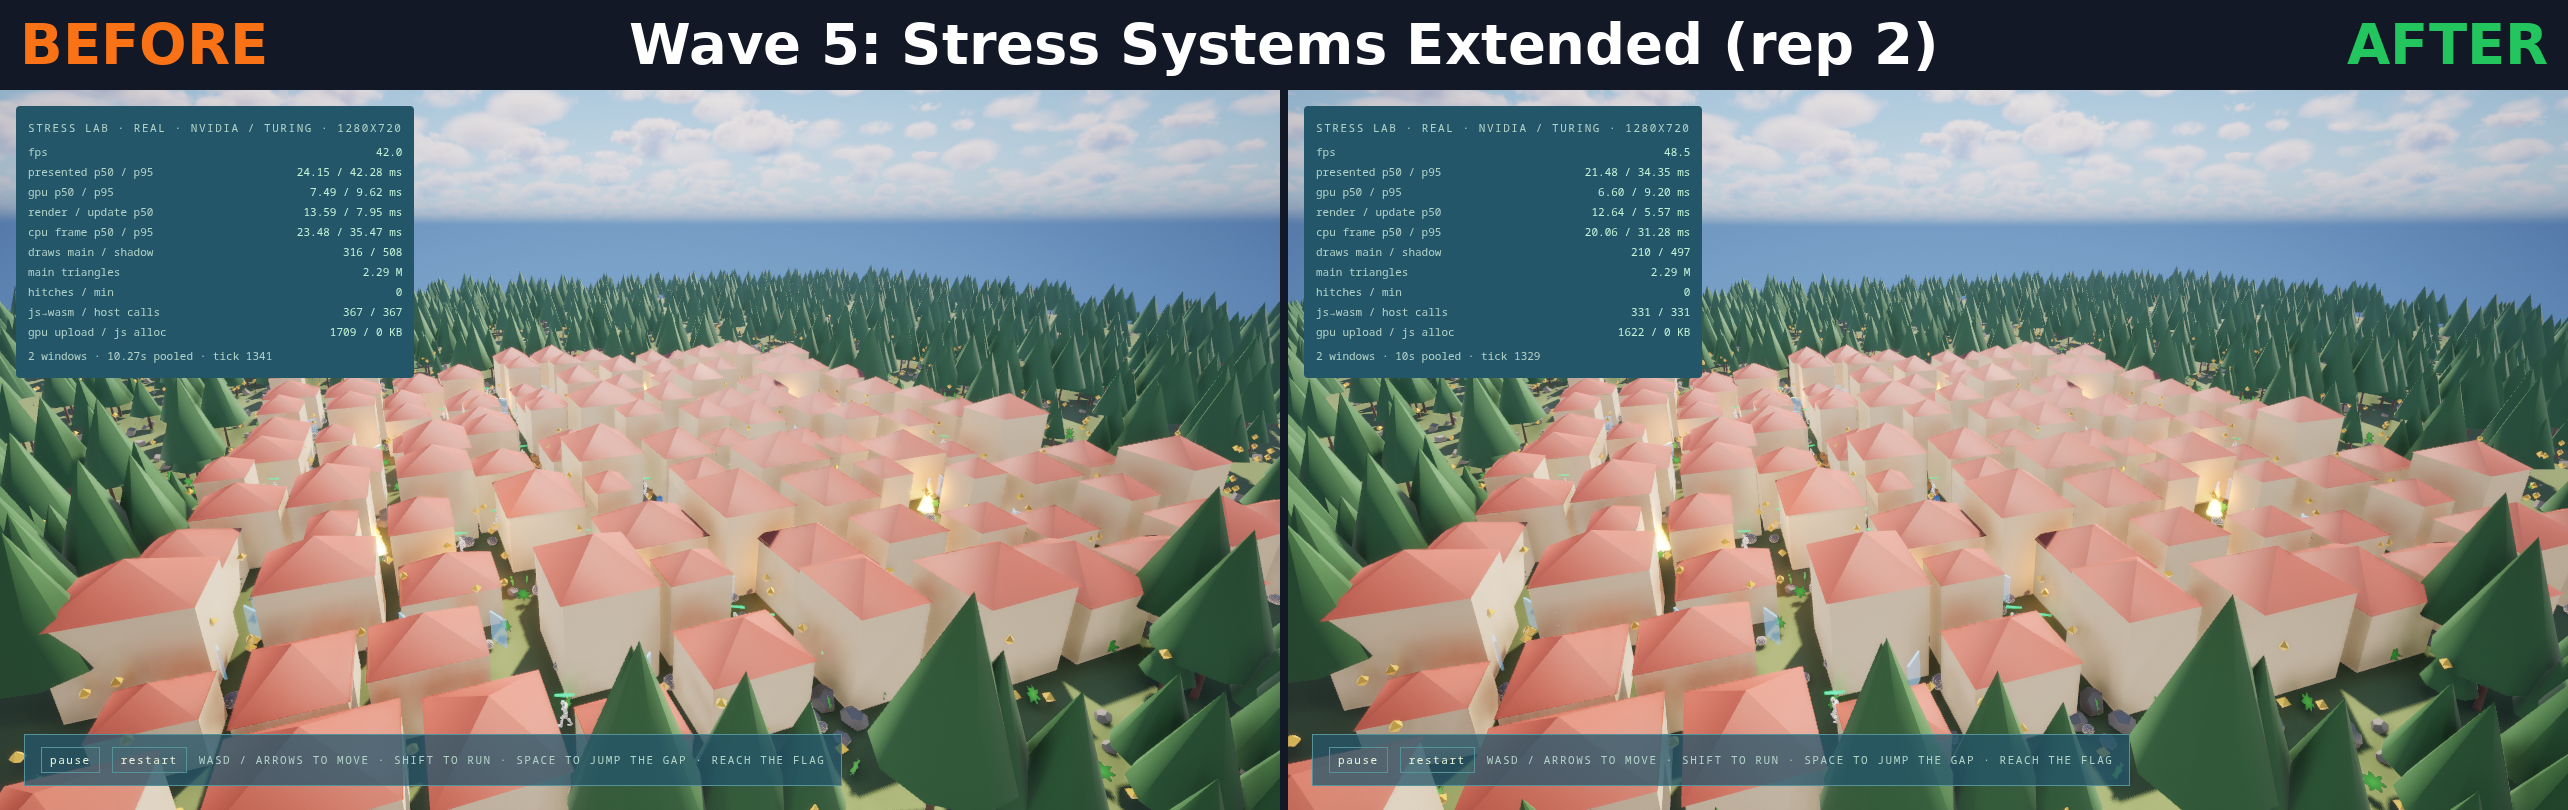 BEFORE
Wave 5: Stress Systems Extended (rep 2)
AFTER
STRESS LAB · REAL · NVIDIA / TURING · 1280X720
fps 42.0
presented p50 / p95 24.15 / 42.28 ms
gpu p50 / p95 7.49 / 9.62 ms
render / update p50 13.59 / 7.95 ms
cpu frame p50 / p95 23.48 / 35.47 ms
draws main / shadow 316 / 508
main triangles 2.29 M
hitches / min 0
js→wasm / host calls 367 / 367
gpu upload / js alloc 1709 / 0 KB
2 windows · 10.27s pooled · tick 1341
pause restart WASD / ARROWS TO MOVE · SHIFT TO RUN · SPACE TO JUMP THE GAP · REACH THE FLAG
STRESS LAB · REAL · NVIDIA / TURING · 1280X720
fps 48.5
presented p50 / p95 21.48 / 34.35 ms
gpu p50 / p95 6.60 / 9.20 ms
render / update p50 12.64 / 5.57 ms
cpu frame p50 / p95 20.06 / 31.28 ms
draws main / shadow 210 / 497
main triangles 2.29 M
hitches / min 0
js→wasm / host calls 331 / 331
gpu upload / js alloc 1622 / 0 KB
2 windows · 10s pooled · tick 1329
pause restart WASD / ARROWS TO MOVE · SHIFT TO RUN · SPACE TO JUMP THE GAP · REACH THE FLAG